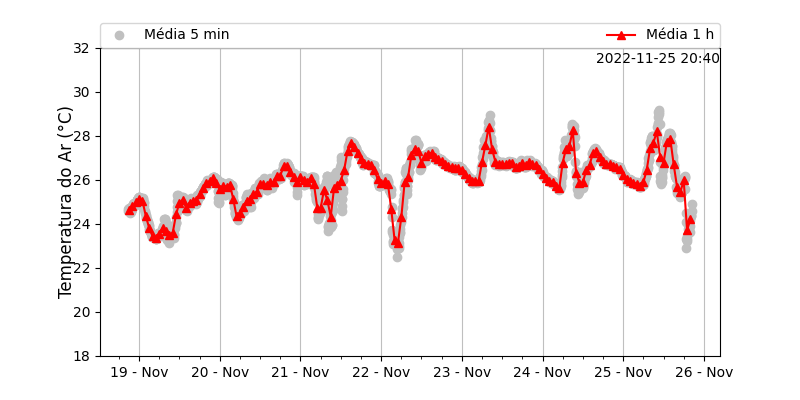 Média 5 min
Média 1 h
2022-11-25 20:40
Temperatura do Ar (°C)
32
30
28
26
24
22
20
18
19 - Nov
20 - Nov
21 - Nov
22 - Nov
23 - Nov
24 - Nov
25 - Nov
26 - Nov